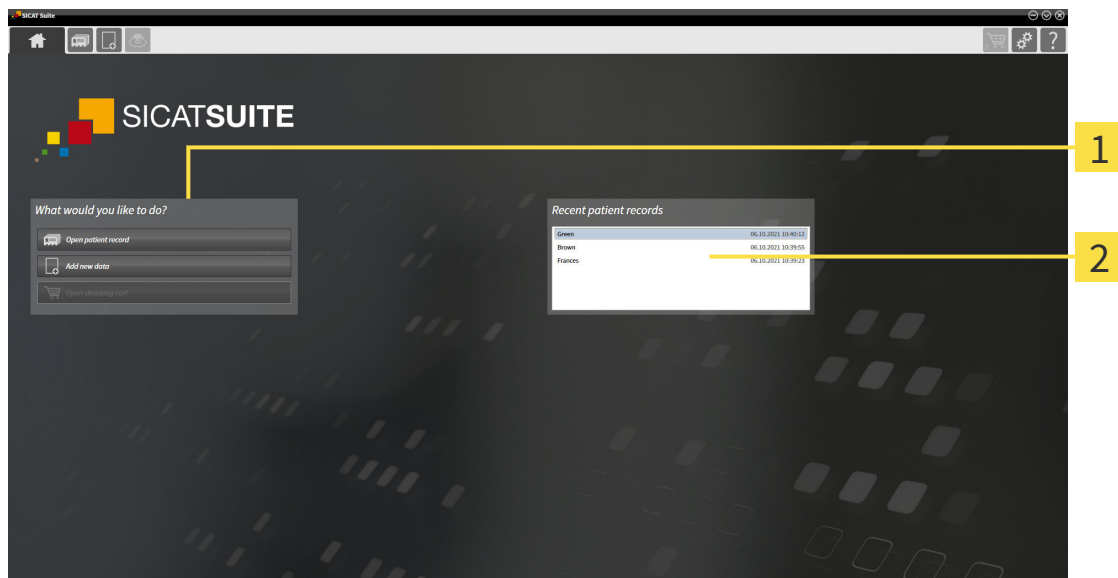 SICAT Suite
?
SICATSUITE
1
What would you like to do?
Recent patient records
Open patient record
Green 06.10.2021 10:40:12
Brown 06.10.2021 10:39:55
Add new data
Frances 06.10.2021 10:39:23
2
Open shopping cart